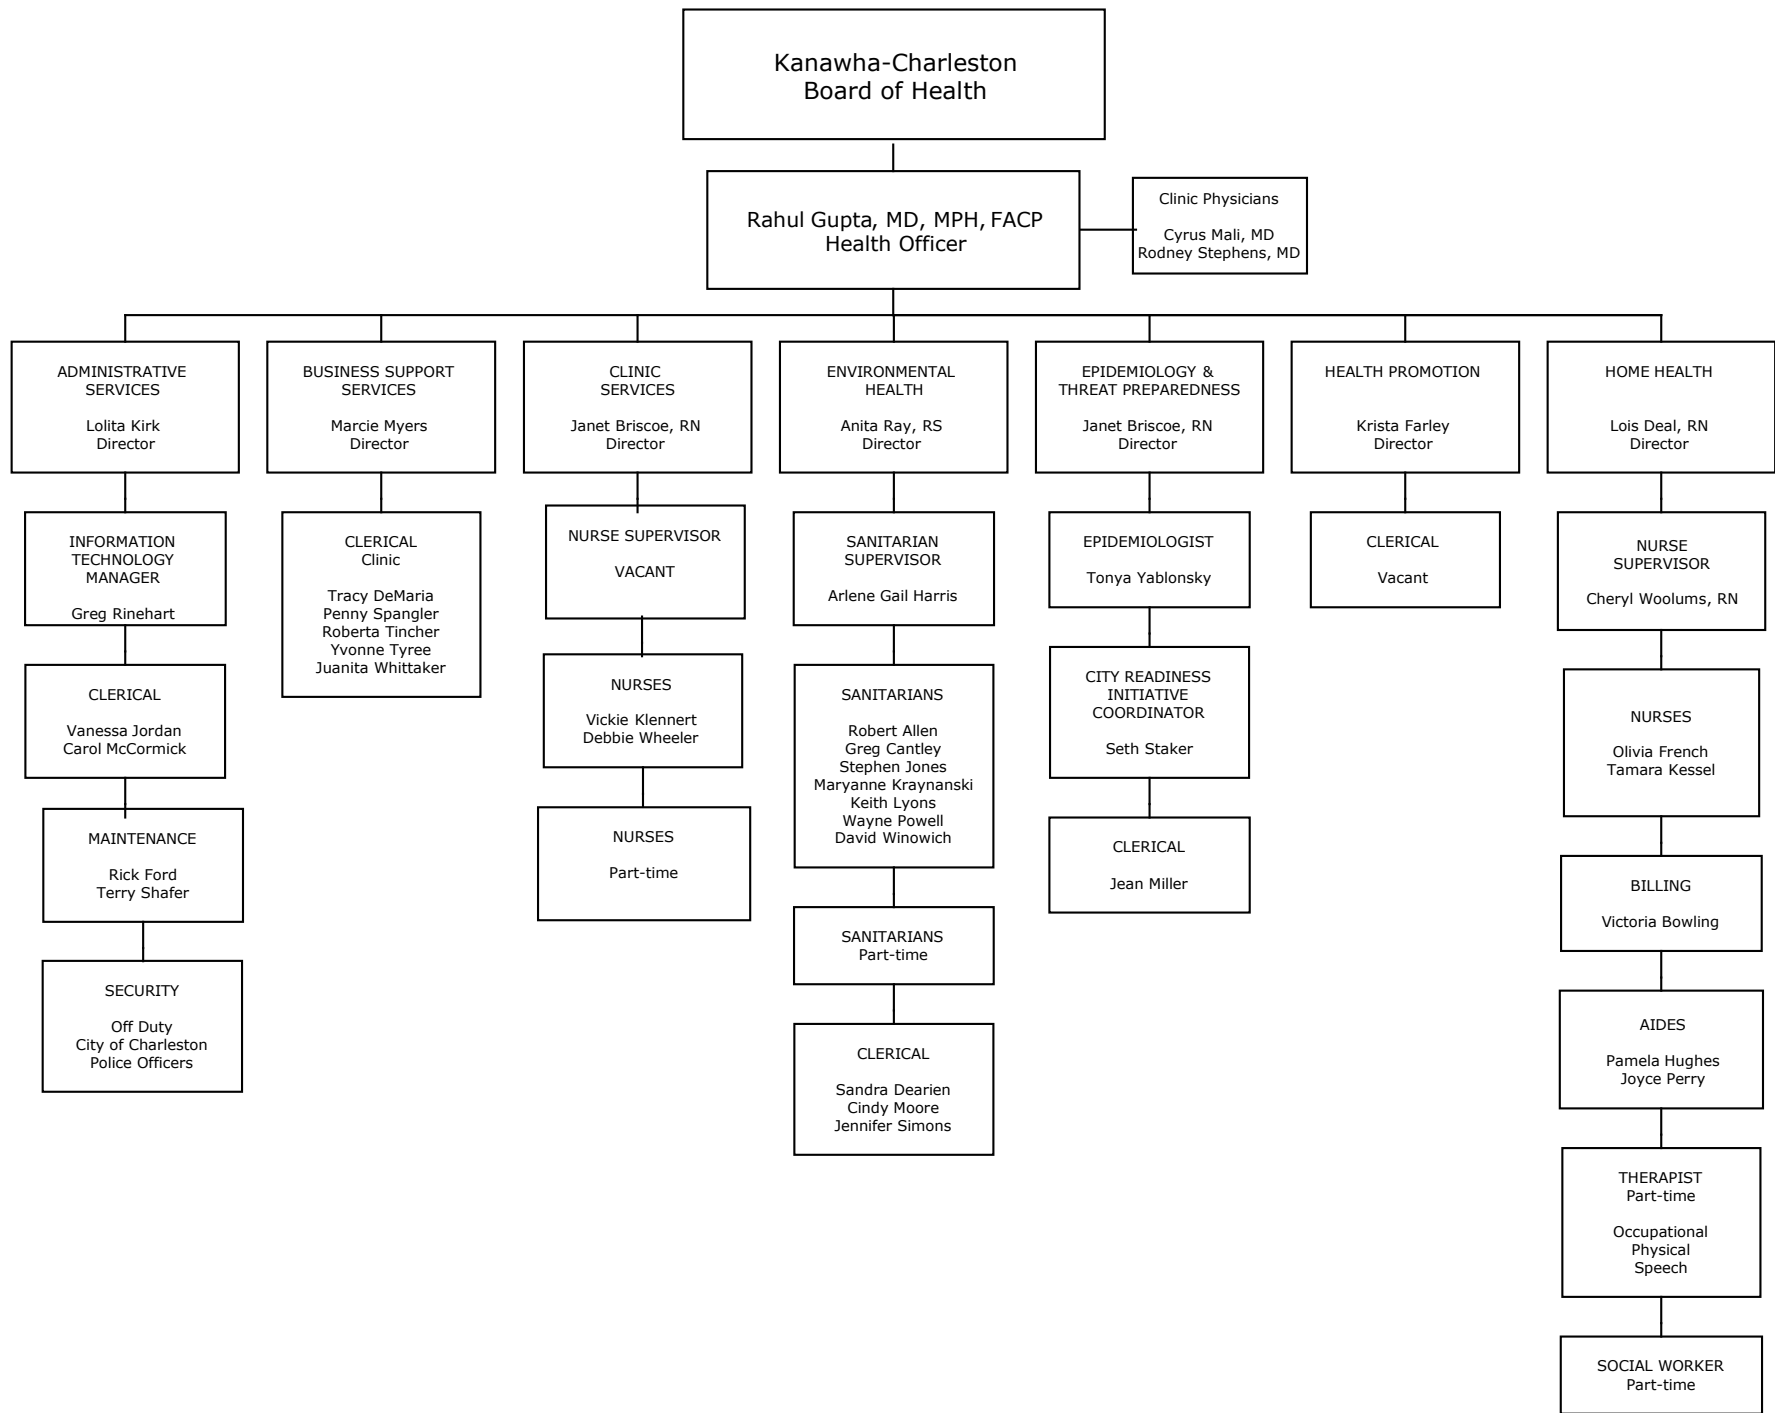 Kanawha-Charleston
Board of Health
Rahul Gupta, MD, MPH, FACP
Health Officer
Clinic Physicians
Cyrus Mali, MD
Rodney Stephens, MD
ADMINISTRATIVE
SERVICES
Lolita Kirk
Director
INFORMATION
TECHNOLOGY
MANAGER
Greg Rinehart
CLERICAL
Vanessa Jordan
Carol McCormick
MAINTENANCE
Rick Ford
Terry Shafer
SECURITY
Off Duty
City of Charleston
Police Officers
BUSINESS SUPPORT
SERVICES
Marcie Myers
Director
CLERICAL
Clinic
Tracy DeMaria
Penny Spangler
Roberta Tincher
Yvonne Tyree
Juanita Whittaker
CLINIC
SERVICES
Janet Briscoe, RN
Director
NURSE SUPERVISOR
VACANT
NURSES
Vickie Klennert
Debbie Wheeler
NURSES
Part-time
ENVIRONMENTAL
HEALTH
Anita Ray, RS
Director
SANITARIAN
SUPERVISOR
Arlene Gail Harris
SANITARIANS
Robert Allen
Greg Cantley
Stephen Jones
Maryanne Kraynanski
Keith Lyons
Wayne Powell
David Winowich
SANITARIANS
Part-time
CLERICAL
Sandra Dearien
Cindy Moore
Jennifer Simons
EPIDEMIOLOGY &
THREAT PREPAREDNESS
Janet Briscoe, RN
Director
EPIDEMIOLOGIST
Tonya Yablonsky
CITY READINESS
INITIATIVE
COORDINATOR
Seth Staker
CLERICAL
Jean Miller
HEALTH PROMOTION
Krista Farley
Director
CLERICAL
Vacant
HOME HEALTH
Lois Deal, RN
Director
NURSE
SUPERVISOR
Cheryl Woolums, RN
NURSES
Olivia French
Tamara Kessel
BILLING
Victoria Bowling
AIDES
Pamela Hughes
Joyce Perry
THERAPIST
Part-time
Occupational
Physical
Speech
SOCIAL WORKER
Part-time